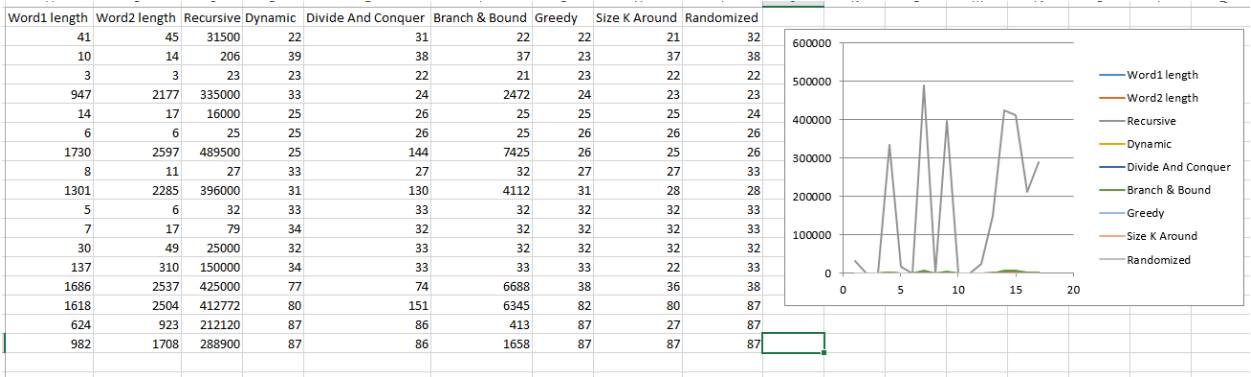 Word1 length Word2 length Recursive Dynamic Divide And Conquer Branch & Bound Greedy Size K Around Randomized
41 45 31500 22 31 22 22 21 32
10 14 206 39 38 37 23 37 38
3 3 23 23 22 21 23 22 22
947 2177 335000 33 24 2472 24 23 23
14 17 16000 25 26 25 25 25 24
6 6 25 25 26 25 26 26 26
1730 2597 489500 25 144 7425 26 25 26
8 11 27 33 27 32 27 27 33
1301 2285 396000 31 130 4112 31 28 28
5 6 32 33 33 32 32 32 33
7 17 79 34 32 32 32 32 33
30 49 25000 32 33 32 32 32 32
137 310 150000 34 33 33 33 22 33
1686 2537 425000 77 74 6688 38 36 38
1618 2504 412772 80 151 6345 82 80 87
624 923 212120 87 86 413 87 27 87
982 1708 288900 87 86 1658 87 87 87
600000
500000
400000
300000
200000
100000
0
0 5 10 15 20
Word1 length
Word2 length
Recursive
Dynamic
Divide And Conquer
Branch & Bound
Greedy
Size K Around
Randomized